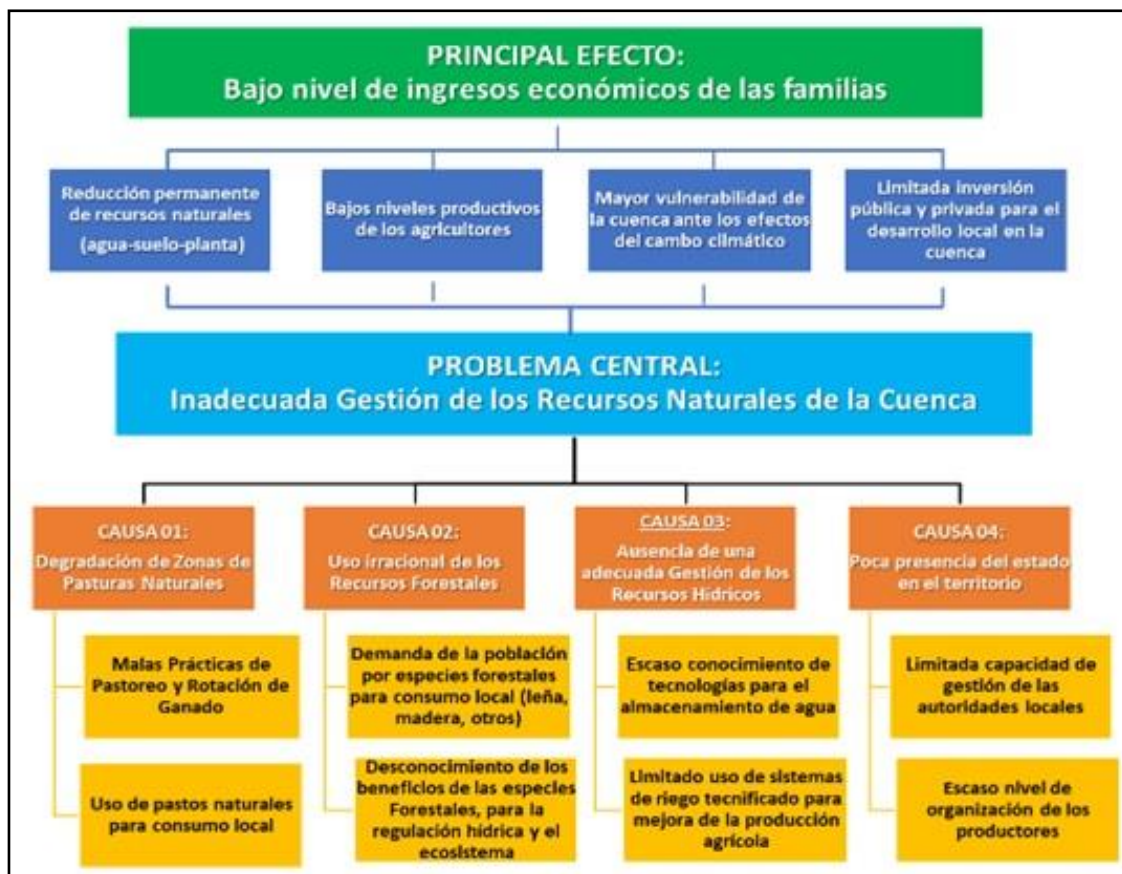 PRINCIPAL EFECTO:
Bajo nivel de ingresos económicos de las familias
Reducción permanente
de recursos naturales
(agua-suelo-planta)
Bajos niveles productivos
de los agricultores
Mayor vulnerabilidad de
la cuenca ante los efectos
del cambo climático
Limitada inversión
pública y privada para el
desarrollo local en la
cuenca
PROBLEMA CENTRAL:
Inadecuada Gestión de los Recursos Naturales de la Cuenca
CAUSA 01:
Degradación de Zonas de
Pasturas Naturales
CAUSA 02:
Uso irracional de los
Recursos Forestales
CAUSA 03:
Ausencia de una
adecuada Gestión de los
Recursos Hídricos
CAUSA 04:
Poca presencia del estado
en el territorio
Malas Prácticas de
Pastoreo y Rotación de
Ganado
Demanda de la población
por especies forestales
para consumo local (leña,
madera, otros)
Escaso conocimiento de
tecnologías para el
almacenamiento de agua
Limitada capacidad de
gestión de las
autoridades locales
Uso de pastos naturales
para consumo local
Desconocimiento de los
beneficios de las especies
Forestales, para la
regulación hídrica y el
ecosistema
Limitado uso de sistemas
de riego tecnificado para
mejora de la producción
agrícola
Escaso nivel de
organización de los
productores